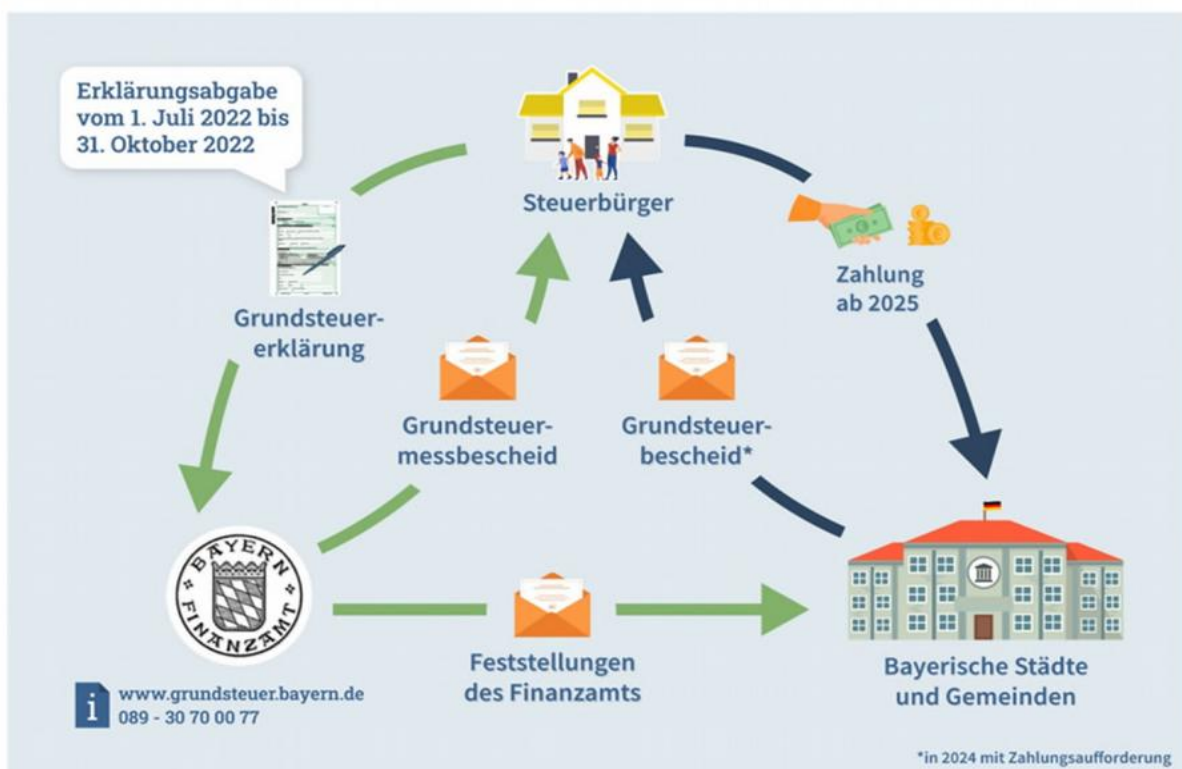 Erklärungsabgabe
vom 1. Juli 2022 bis
31. Oktober 2022
Steuerbürger
Grundsteuer-
erklärung
Zahlung
ab 2025
Grundsteuer-
messbescheid
Grundsteuer-
bescheid*
BAYERN
FINANZAMT
Feststellungen
des Finanzamts
Bayerische Städte
und Gemeinden
i
www.grundsteuer.bayern.de
089 - 30 70 00 77
*in 2024 mit Zahlungsaufforderung